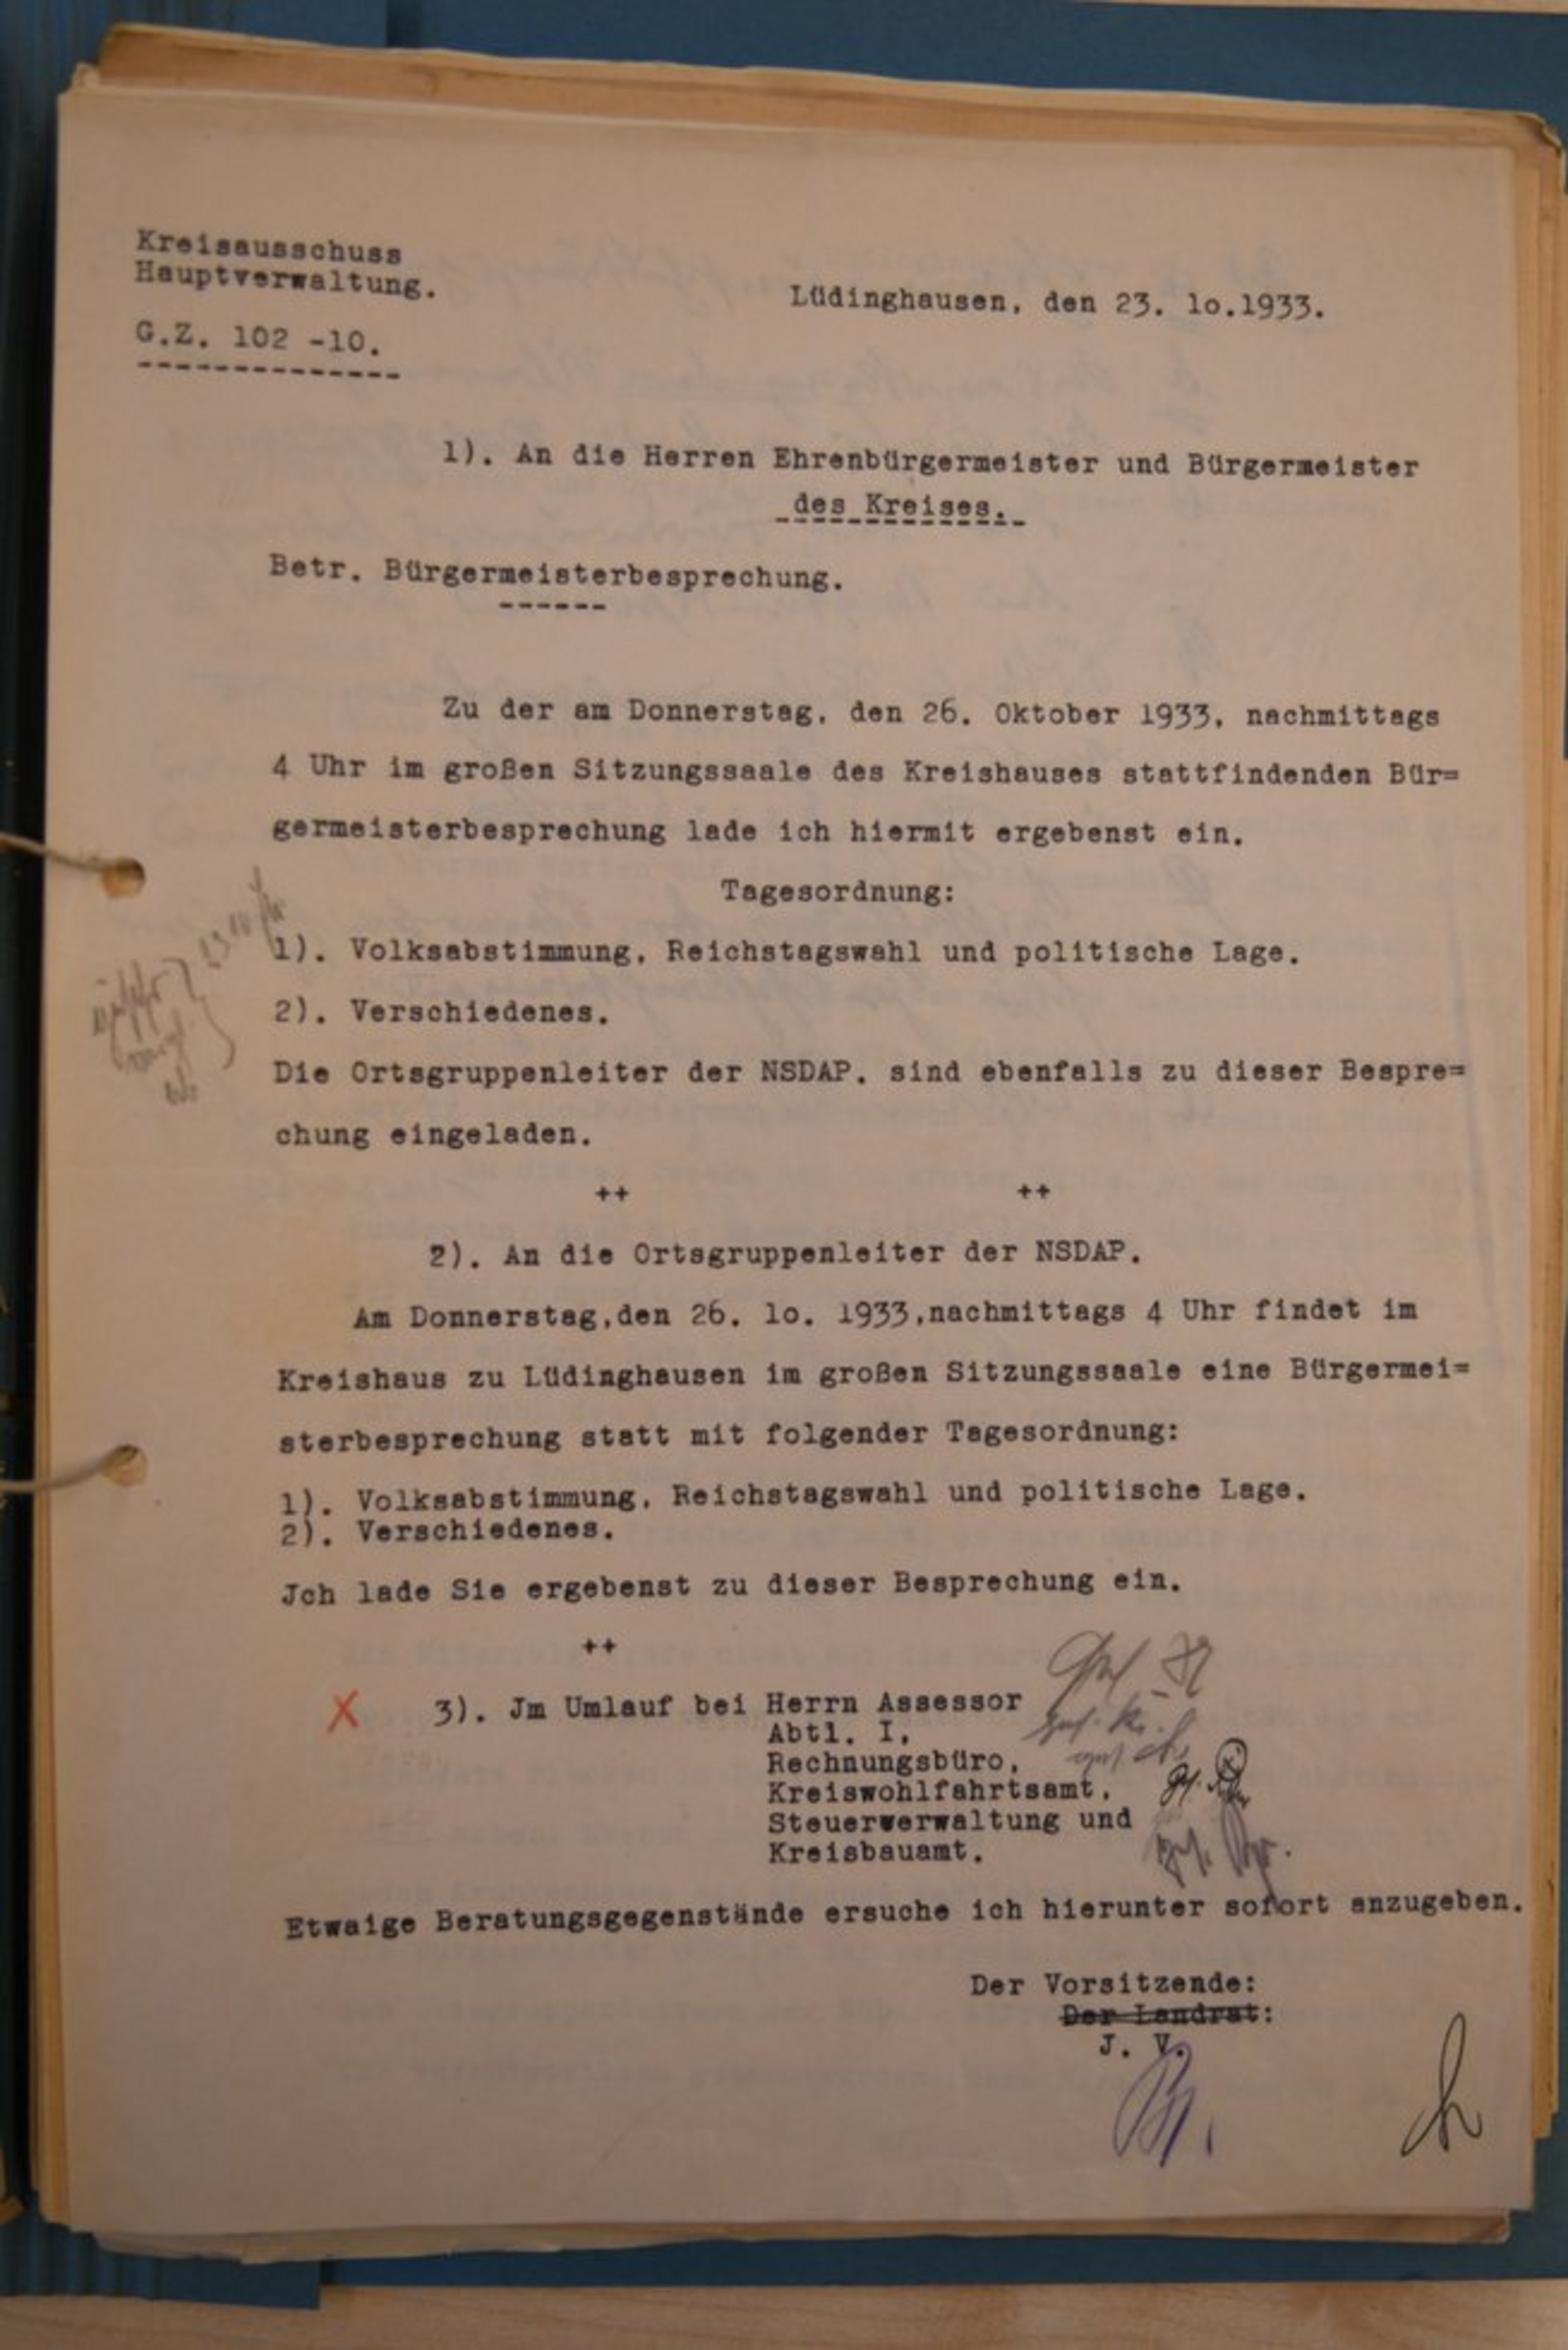 Kreisausschuss
Hauptverwaltung.
Lüdinghausen, den 23. lo.1933.
G.Z. 102 -10.
1). An die Herren Ehrenbürgermeister und Bürgermeister
des Kreises.
Betr. Bürgermeisterbesprechung.
Zu der am Donnerstag, den 26. Oktober 1933, nachmittags
4 Uhr im großen Sitzungssaale des Kreishauses stattfindenden Bür=
germeisterbesprechung lade ich hiermit ergebenst ein.
Tagesordnung:
1). Volksabstimmung, Reichstagswahl und politische Lage.
2). Verschiedenes.
Die Ortsgruppenleiter der NSDAP. sind ebenfalls zu dieser Bespre=
chung eingeladen.
++ ++
2). An die Ortsgruppenleiter der NSDAP.
Am Donnerstag,den 26. lo. 1933,nachmittags 4 Uhr findet im
Kreishaus zu Lüdinghausen im großen Sitzungssaale eine Bürgermei=
sterbesprechung statt mit folgender Tagesordnung:
1). Volksabstimmung, Reichstagswahl und politische Lage.
2). Verschiedenes.
Jch lade Sie ergebenst zu dieser Besprechung ein.
++
X 3). Jm Umlauf bei Herrn Assessor
Abtl. I,
Rechnungsbüro,
Kreiswohlfahrtsamt,
Steuerverwaltung und
Kreisbauamt.
Etwaige Beratungsgegenstände ersuche ich hierunter sofort anzugeben.
Der Vorsitzende:
Der Landrat:
J. V.